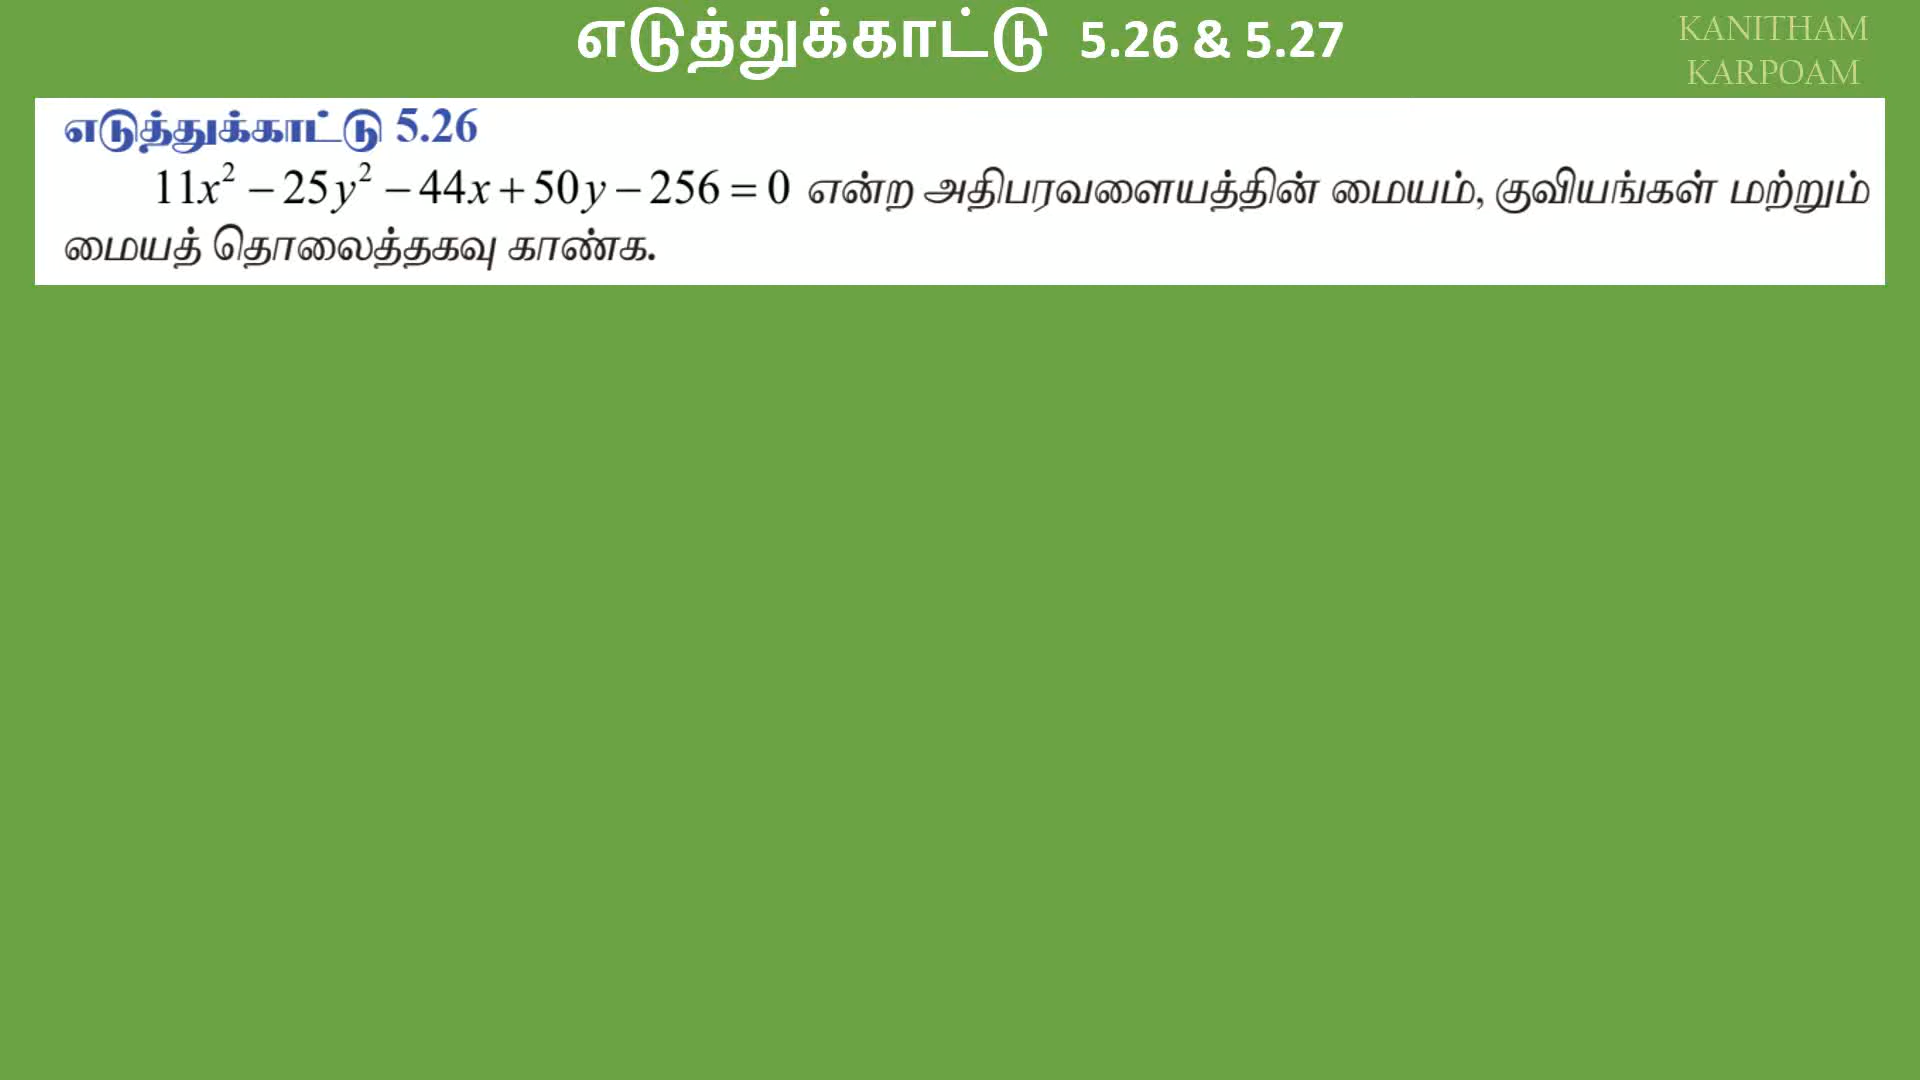 எடுத்துக்காட்டு 5.26 & 5.27
KANITHAM
KARPOAM
எடுத்துக்காட்டு 5.26
11x² − 25y² − 44x + 50y − 256 = 0 என்ற அதிபரவளையத்தின் மையம், குவியங்கள் மற்றும்
மையத் தொலைத்தகவு காண்க.